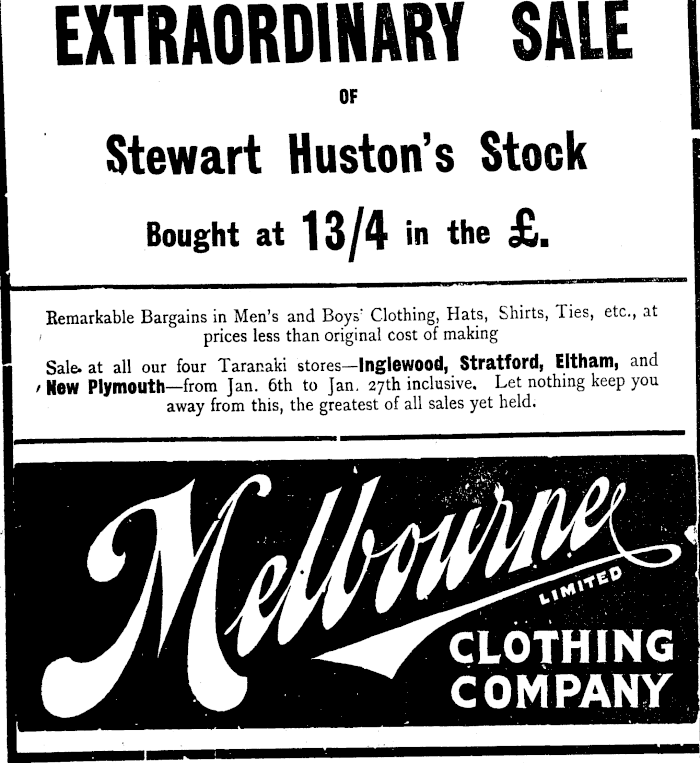 EXTRAORDINARY SALE
OF
Stewart Huston's Stock
Bought at 13/4 in the £.
Remarkable Bargains in Men's and Boys' Clothing, Hats, Shirts, Ties, etc., at
prices less than original cost of making
Sale at all our four Taranaki stores—Inglewood, Stratford, Eltham, and
New Plymouth—from Jan. 6th to Jan. 27th inclusive. Let nothing keep you
away from this, the greatest of all sales yet held.
Melbourne
LIMITED
CLOTHING
COMPANY